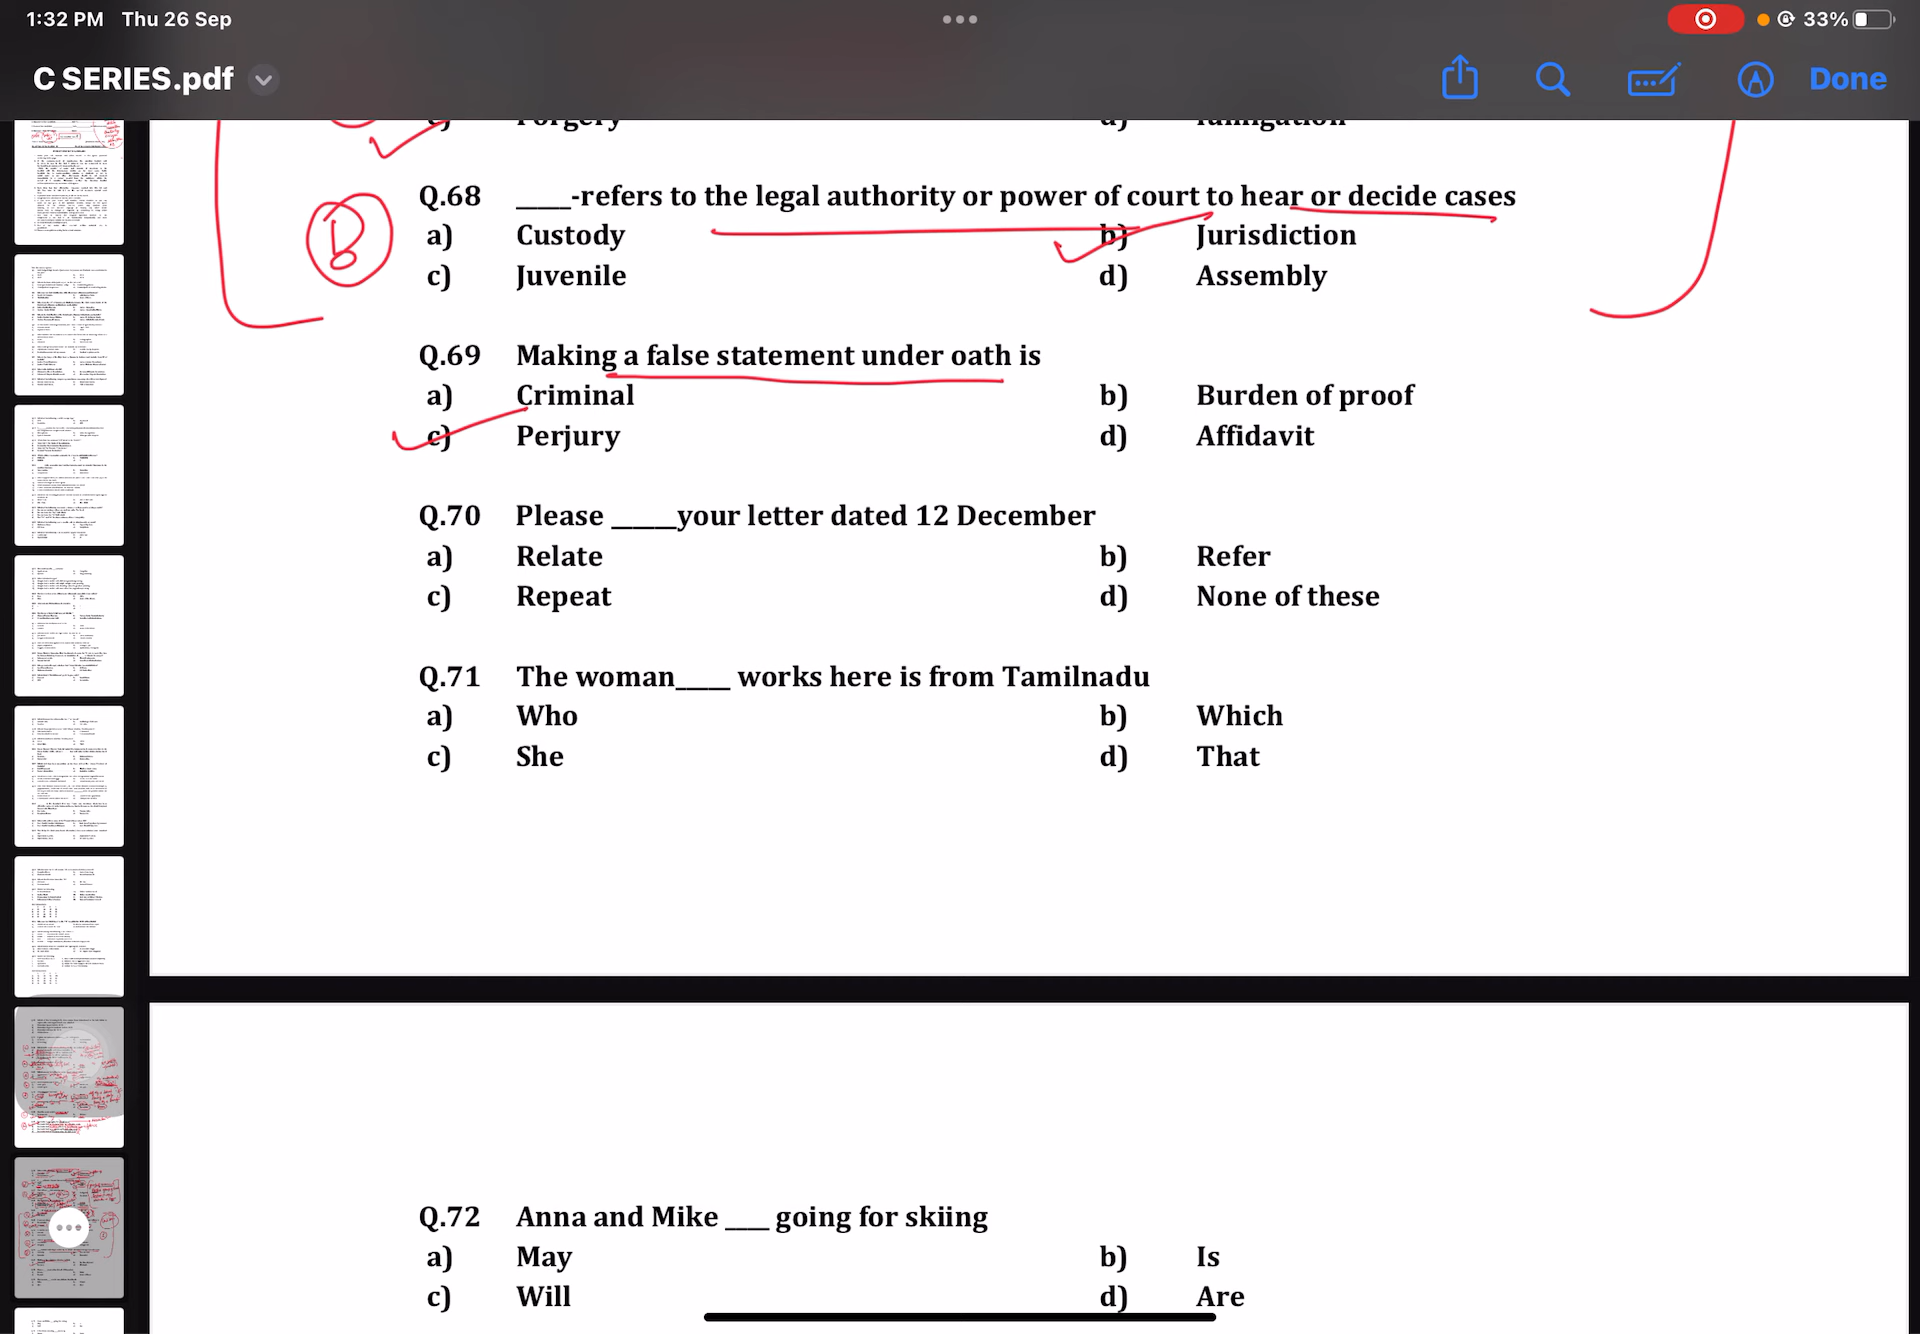 1:32 PM Thu 26 Sep
33%
C SERIES.pdf
Done
Forgery
Q.68 _____-refers to the legal authority or power of court to hear or decide cases
a) Custody b) Jurisdiction
c) Juvenile d) Assembly
B
Q.69 Making a false statement under oath is
a) Criminal b) Burden of proof
c) Perjury d) Affidavit
Q.70 Please ______your letter dated 12 December
a) Relate b) Refer
c) Repeat d) None of these
Q.71 The woman_____ works here is from Tamilnadu
a) Who b) Which
c) She d) That
Q.72 Anna and Mike ____ going for skiing
a) May b) Is
c) Will d) Are